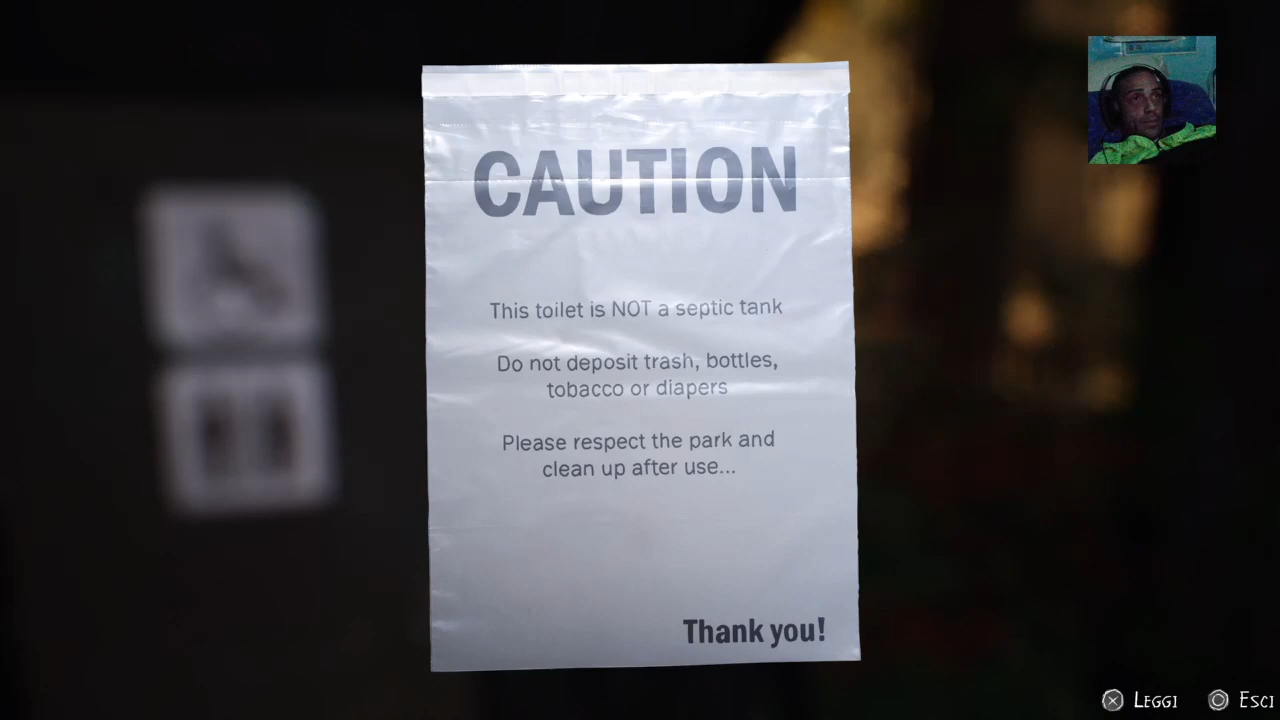 CAUTION
This toilet is NOT a septic tank
Do not deposit trash, bottles,
tobacco or diapers
Please respect the park and
clean up after use...
Thank you!
Leggi
Esci